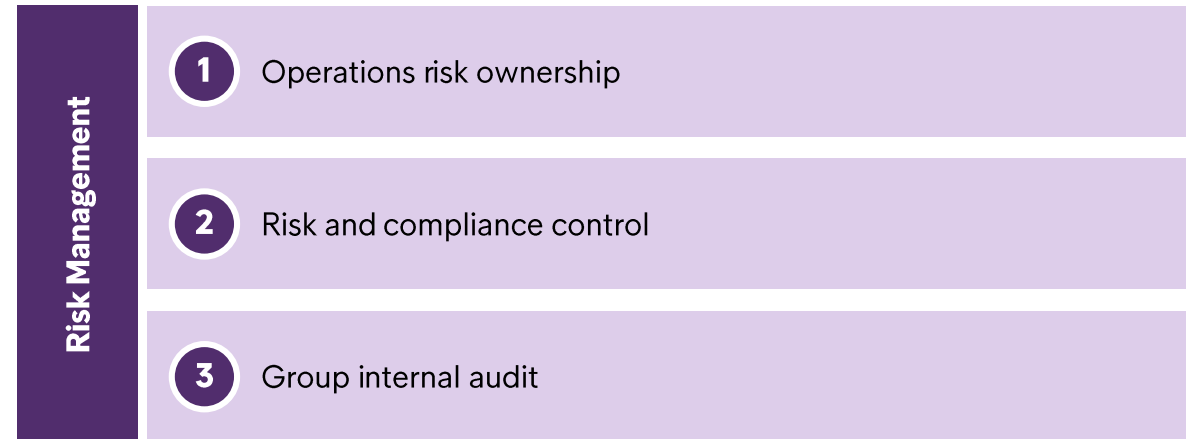 Risk Management
1 Operations risk ownership
2 Risk and compliance control
3 Group internal audit